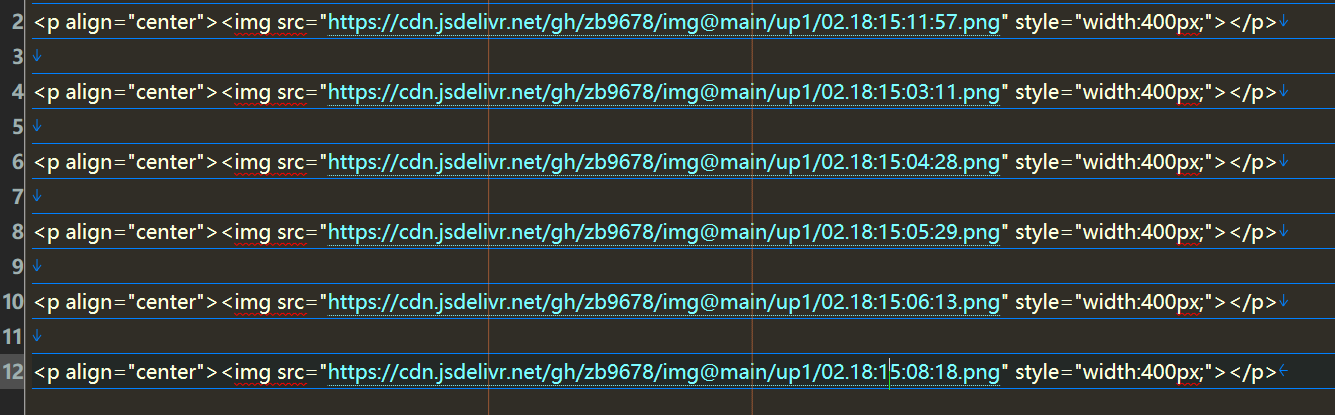 2 <p align="center"><img src="https://cdn.jsdelivr.net/gh/zb9678/img@main/up1/02.18:15:11:57.png" style="width:400px;"></p>↓
3 ↓
4 <p align="center"><img src="https://cdn.jsdelivr.net/gh/zb9678/img@main/up1/02.18:15:03:11.png" style="width:400px;"></p>↓
5 ↓
6 <p align="center"><img src="https://cdn.jsdelivr.net/gh/zb9678/img@main/up1/02.18:15:04:28.png" style="width:400px;"></p>↓
7 ↓
8 <p align="center"><img src="https://cdn.jsdelivr.net/gh/zb9678/img@main/up1/02.18:15:05:29.png" style="width:400px;"></p>↓
9 ↓
10 <p align="center"><img src="https://cdn.jsdelivr.net/gh/zb9678/img@main/up1/02.18:15:06:13.png" style="width:400px;"></p>↓
11 ↓
12 <p align="center"><img src="https://cdn.jsdelivr.net/gh/zb9678/img@main/up1/02.18:15:08:18.png" style="width:400px;"></p>←